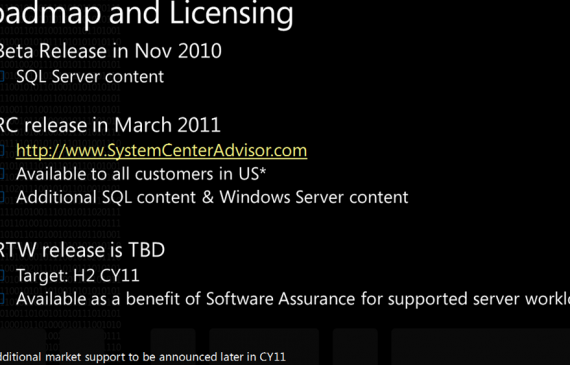 oadmap and Licensing
Beta Release in Nov 2010
SQL Server content
RC release in March 2011
http://www.SystemCenterAdvisor.com
Available to all customers in US*
Additional SQL content & Windows Server content
RTW release is TBD
Target: H2 CY11
Available as a benefit of Software Assurance for supported server worklo
dditional market support to be announced later in CY11